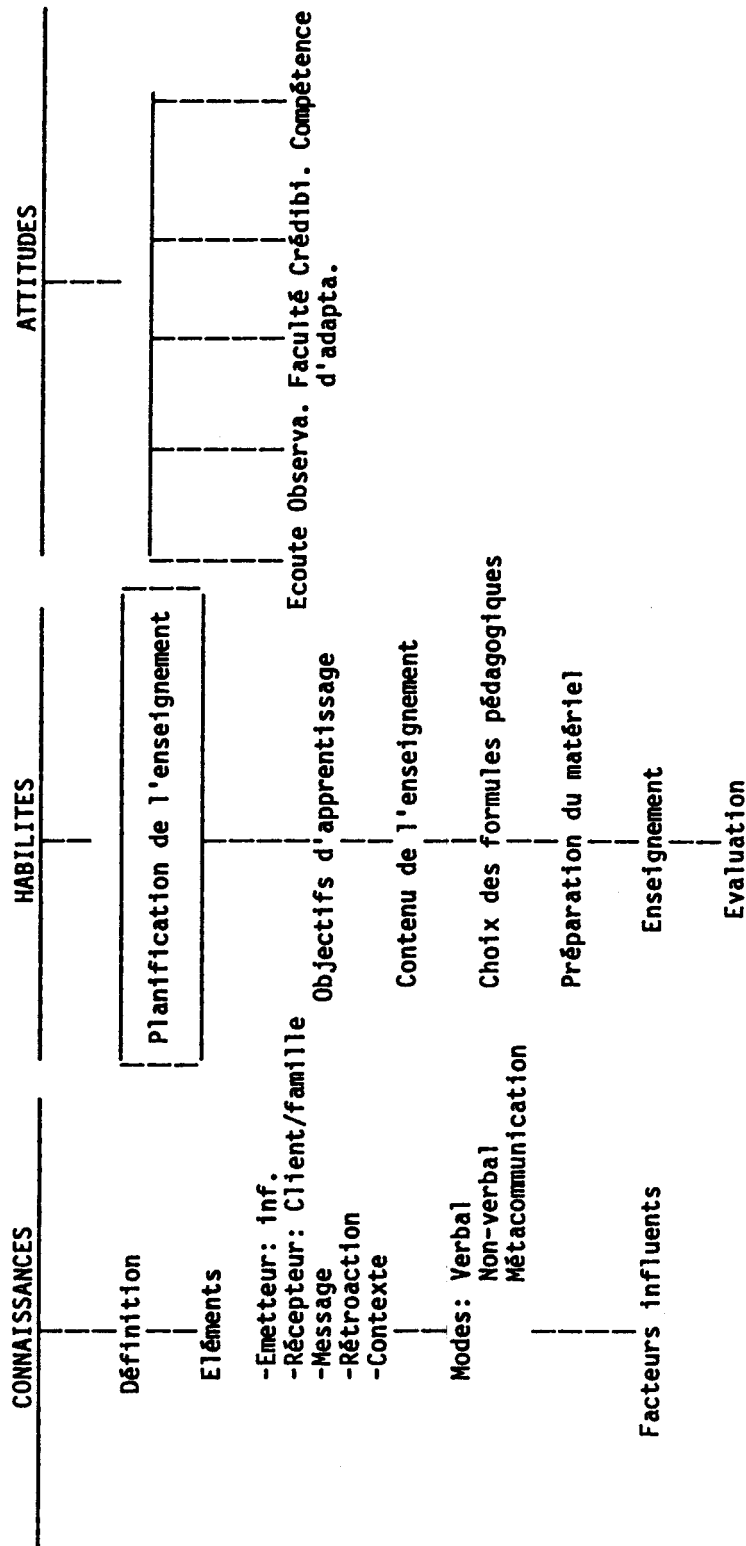 CONNAISSANCES
Définition
Eléments
-Emetteur: inf.
-Récepteur: Client/famille
-Message
-Rétroaction
-Contexte
Modes: Verbal
Non-verbal
Métacommunication
Facteurs influents
HABILITES
Planification de l'enseignement
Objectifs d'apprentissage
Contenu de l'enseignement
Choix des formules pédagogiques
Préparation du matériel
Enseignement
Evaluation
ATTITUDES
Ecoute Observa. Faculté Crédibi. Compétence
d'adapta.